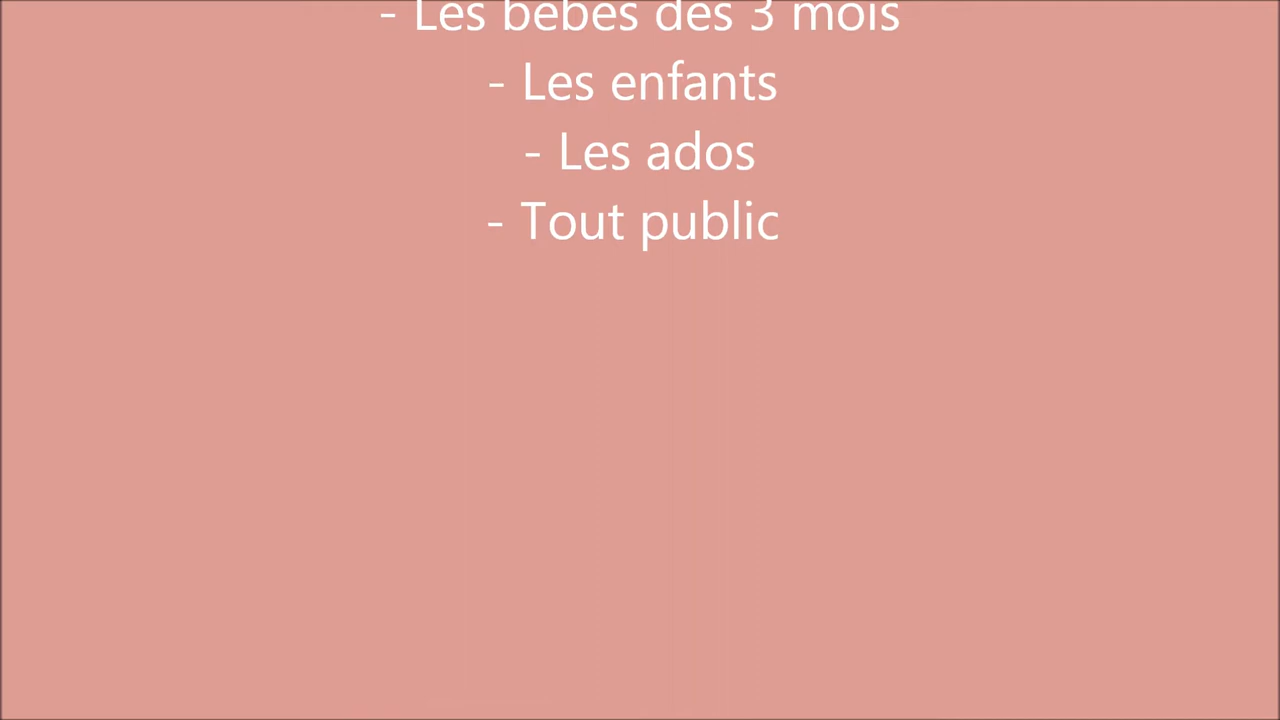 - Les bébés dès 3 mois
- Les enfants
- Les ados
- Tout public